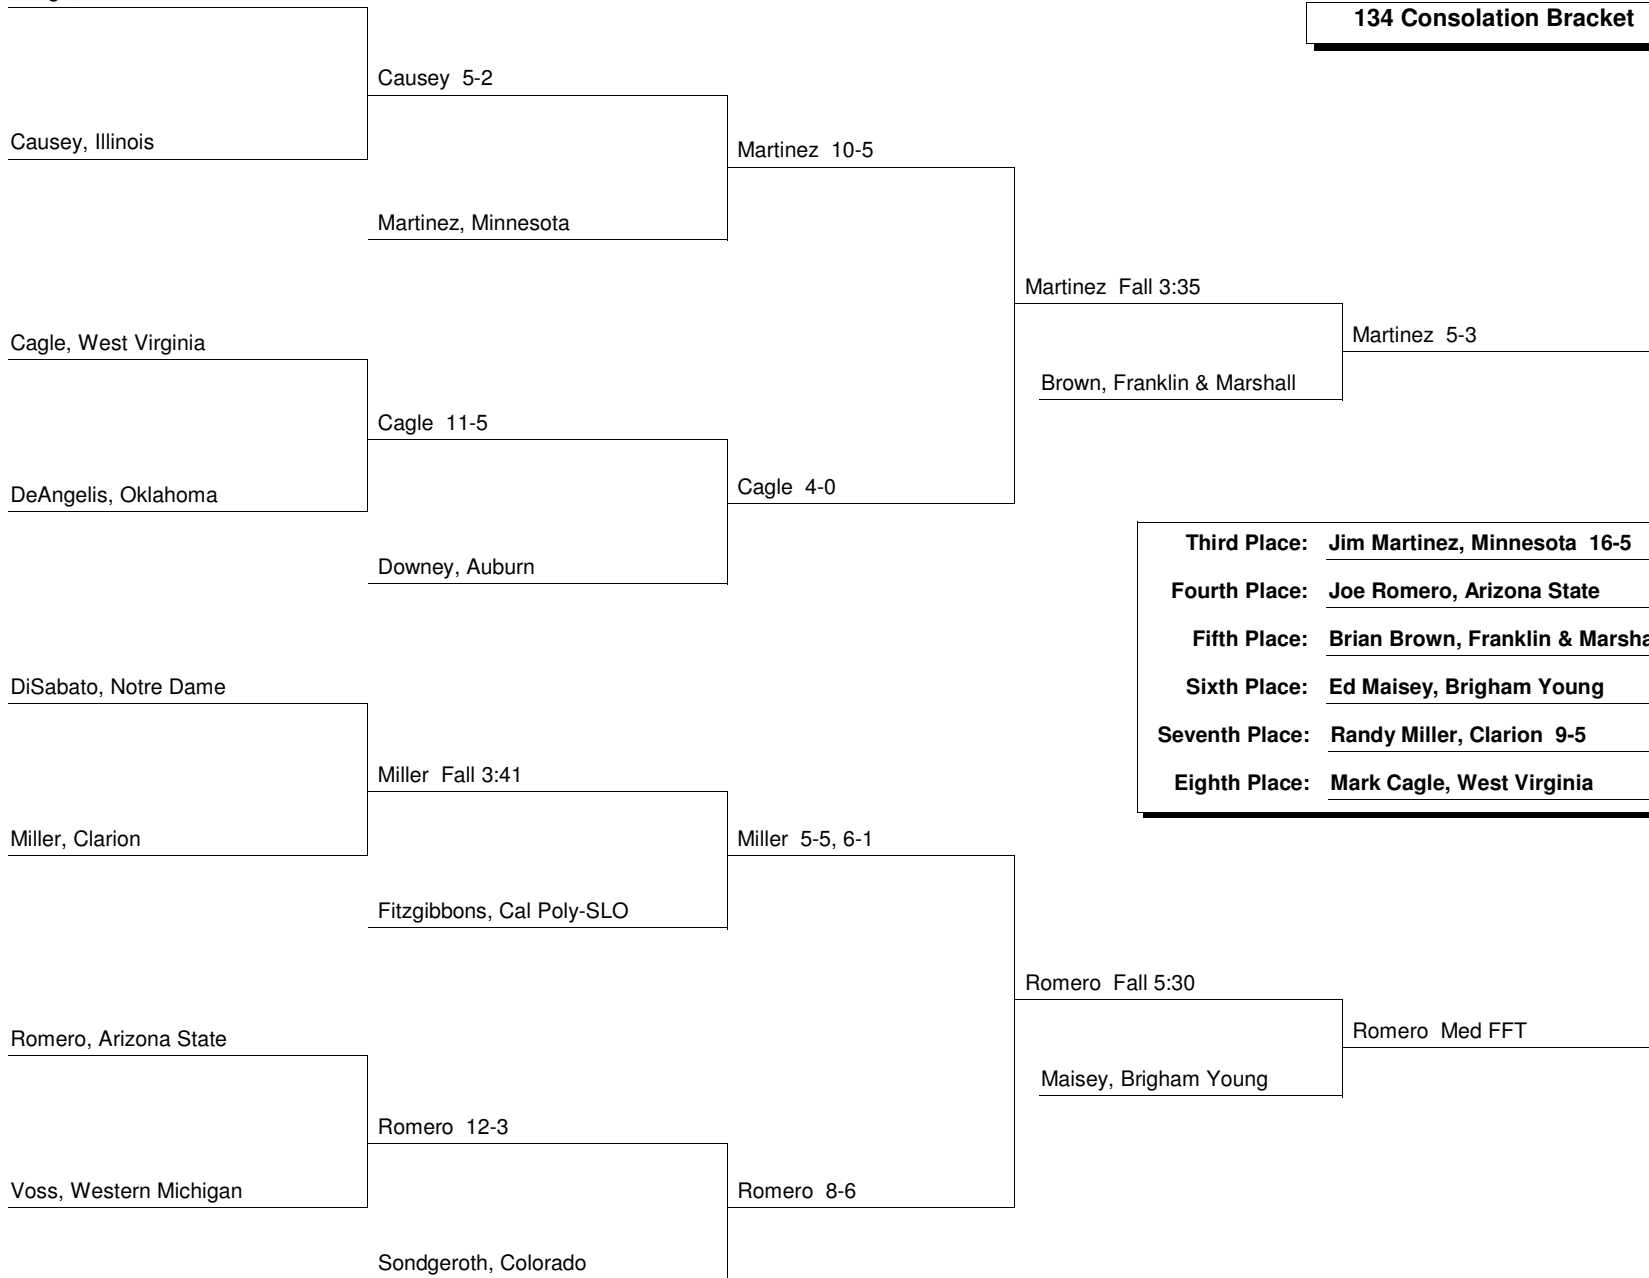 134 Consolation Bracket
Causey 5-2
Causey, Illinois
Martinez 10-5
Martinez, Minnesota
Martinez Fall 3:35
Cagle, West Virginia
Martinez 5-3
Brown, Franklin & Marshall
Cagle 11-5
DeAngelis, Oklahoma
Cagle 4-0
Downey, Auburn
Third Place: Jim Martinez, Minnesota 16-5
Fourth Place: Joe Romero, Arizona State
Fifth Place: Brian Brown, Franklin & Marsha
Sixth Place: Ed Maisey, Brigham Young
Seventh Place: Randy Miller, Clarion 9-5
Eighth Place: Mark Cagle, West Virginia
DiSabato, Notre Dame
Miller Fall 3:41
Miller, Clarion
Miller 5-5, 6-1
Fitzgibbons, Cal Poly-SLO
Romero Fall 5:30
Romero, Arizona State
Romero Med FFT
Maisey, Brigham Young
Romero 12-3
Voss, Western Michigan
Romero 8-6
Sondgeroth, Colorado